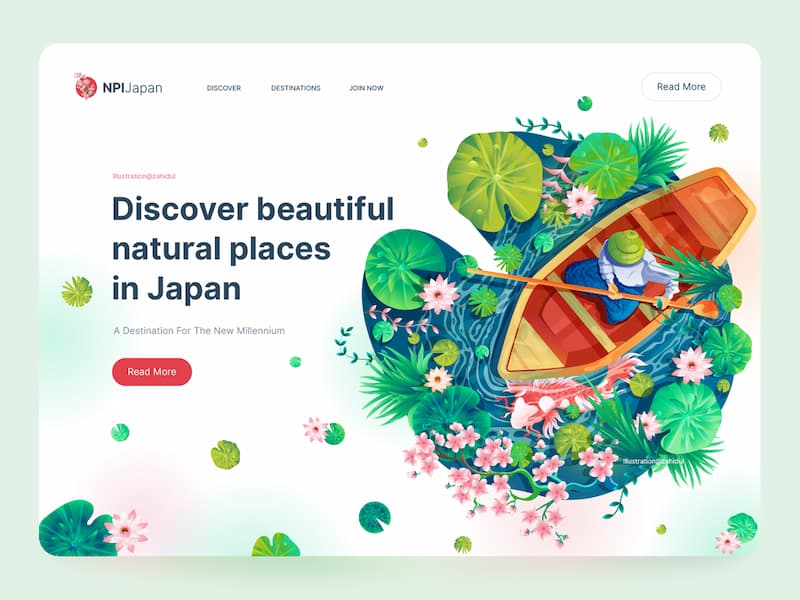 NPIJapan
DISCOVER
DESTINATIONS
JOIN NOW
Read More
Illustration@zahidul
Discover beautiful
natural places
in Japan
A Destination For The New Millennium
Read More
Illustration@zahidul